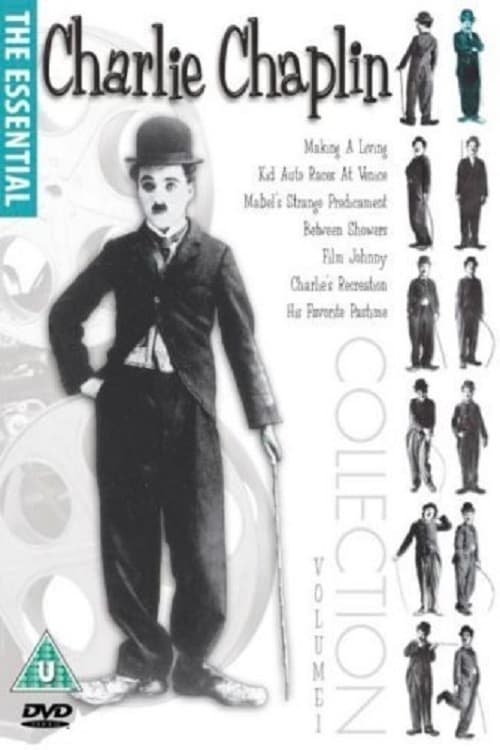 THE ESSENTIAL
Charlie Chaplin
Making A Living
Kid Auto Races At Venice
Mabel's Strange Predicament
Between Showers
Film Johnny
Charlie's Recreation
His Favorite Pastime
COLLECTION
VOLUME 1
U
DVD